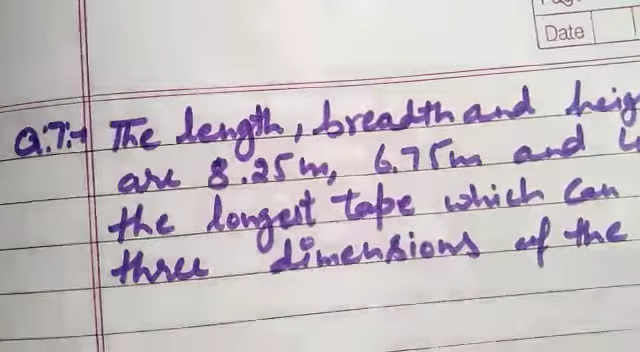 Date
Q.7:→ The length, breadth and heig
are 8.25m, 6.75m and 4
the longest tape which can
three dimensions of the